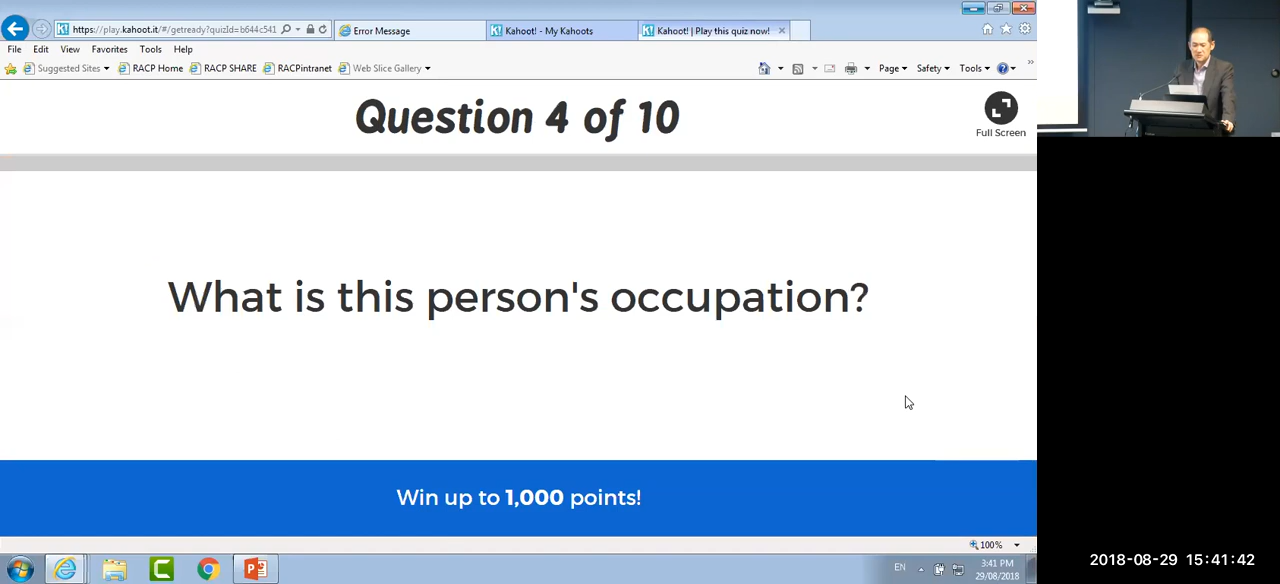 https://play.kahoot.it/#/getready?quizId=b644c541
Error Message
Kahoot! - My Kahoots
Kahoot! | Play this quiz now!
File Edit View Favorites Tools Help
Suggested Sites RACP Home RACP SHARE RACPintranet Web Slice Gallery
Page Safety Tools
Question 4 of 10
Full Screen
What is this person's occupation?
Win up to 1,000 points!
100%
EN
3:41 PM
29/08/2018
2018-08-29 15:41:42